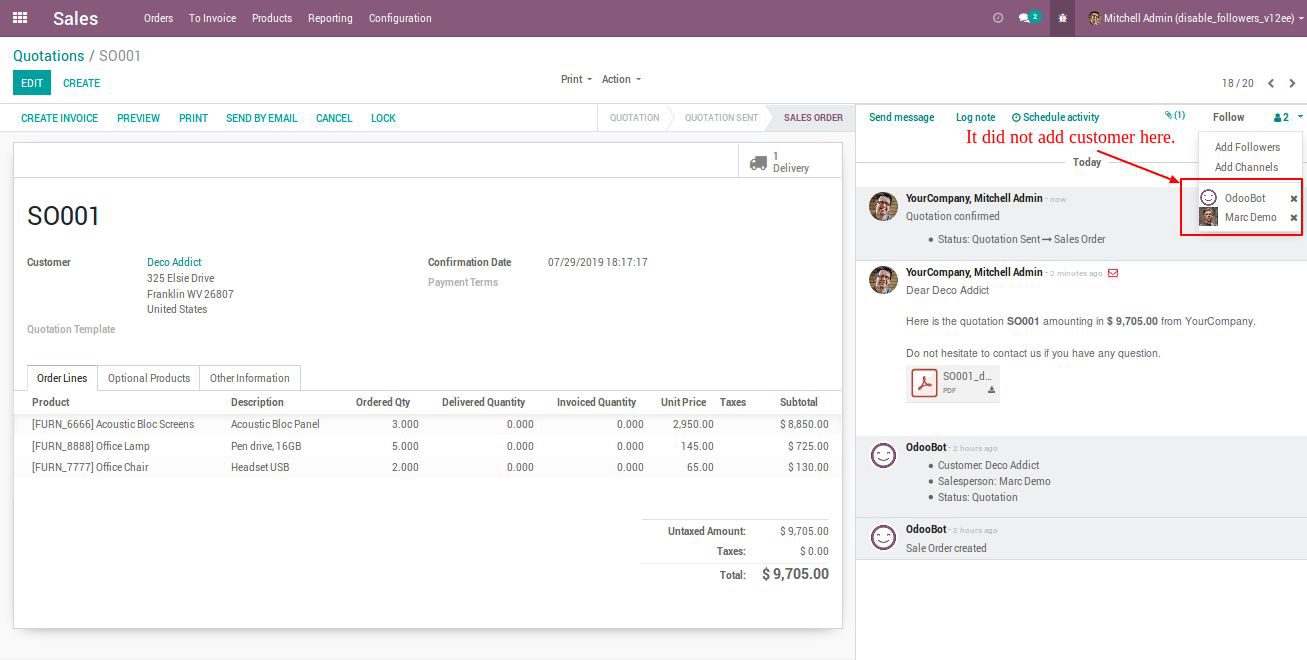 Sales Orders To Invoice Products Reporting Configuration 2 Mitchell Admin (disable_followers_v12ee)
Quotations / SO001
EDIT CREATE Print Action 18 / 20
CREATE INVOICE PREVIEW PRINT SEND BY EMAIL CANCEL LOCK QUOTATION QUOTATION SENT SALES ORDER
1
Delivery
SO001
Customer Deco Addict Confirmation Date 07/29/2019 18:17:17
325 Elsie Drive Payment Terms
Franklin WV 26807
United States
Quotation Template
Order Lines Optional Products Other Information
Product Description Ordered Qty Delivered Quantity Invoiced Quantity Unit Price Taxes Subtotal
[FURN_6666] Acoustic Bloc Screens Acoustic Bloc Panel 3.000 0.000 0.000 2,950.00 $ 8,850.00
[FURN_8888] Office Lamp Pen drive, 16GB 5.000 0.000 0.000 145.00 $ 725.00
[FURN_7777] Office Chair Headset USB 2.000 0.000 0.000 65.00 $ 130.00
Untaxed Amount: $ 9,705.00
Taxes: $ 0.00
Total: $ 9,705.00
Send message Log note Schedule activity (1) Follow 2
It did not add customer here.
Add Followers
Add Channels
OdooBot
Marc Demo
Today
YourCompany, Mitchell Admin - now
Quotation confirmed
Status: Quotation Sent → Sales Order
YourCompany, Mitchell Admin - 2 minutes ago
Dear Deco Addict
Here is the quotation SO001 amounting in $ 9,705.00 from YourCompany.
Do not hesitate to contact us if you have any question.
SO001_d...
PDF
OdooBot - 2 hours ago
Customer: Deco Addict
Salesperson: Marc Demo
Status: Quotation
OdooBot - 2 hours ago
Sale Order created